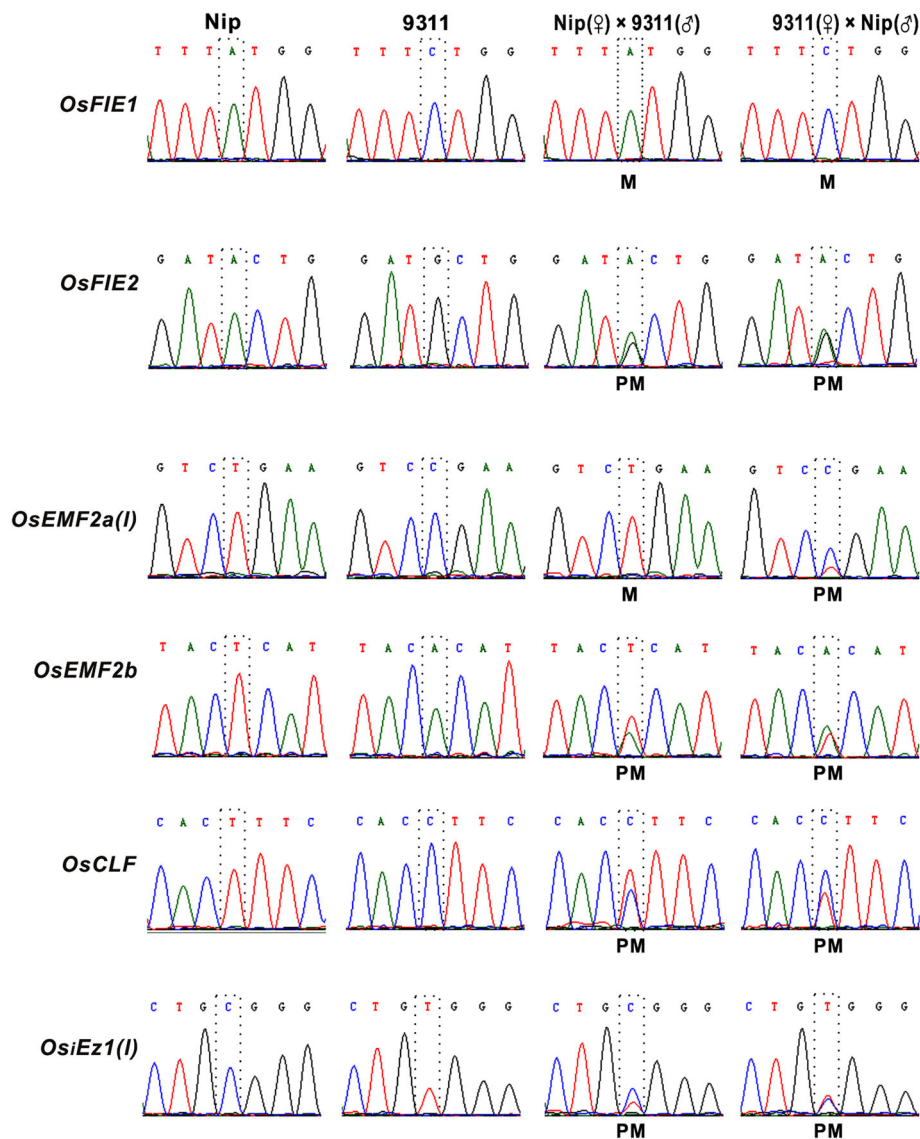 Nip 9311 Nip(♀) × 9311(♂) 9311(♀) × Nip(♂)
OsFIE1
T T T A T G G T T T C T G G T T T A T G G T T T C T G G
M M
OsFIE2
G A T A C T G G A T G C T G G A T A C T G G A T A C T G
PM PM
OsEMF2a(I)
G T C T G A A G T C C G A A G T C T G A A G T C C G A A
M PM
OsEMF2b
T A C T C A T T A C A C A T T A C T C A T T A C A C A T
PM PM
OsCLF
C A C T T T C C A C C T T C C A C C T T C C A C C T T C
PM PM
OsiEz1(I)
C T G C G G G C T G T G G G C T G C G G G C T G T G G G
PM PM